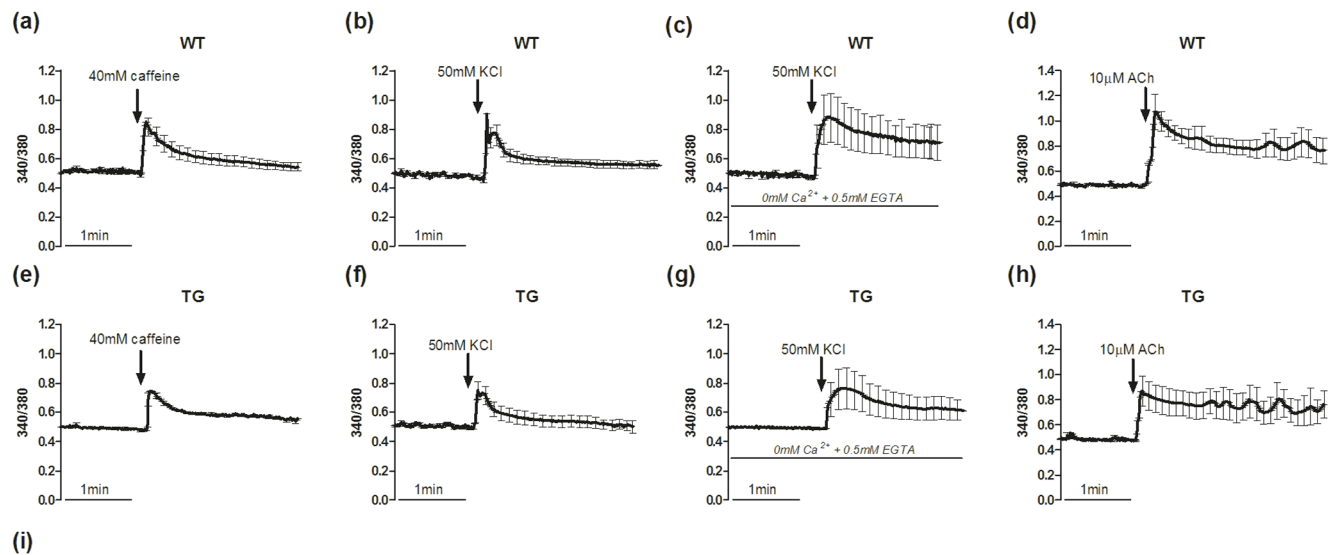 (a)
WT
40mM caffeine
340/380
1.2
1.0
0.8
0.6
0.4
0.2
0.0
1min
(b)
WT
50mM KCl
1.2
1.0
0.8
0.6
0.4
0.2
0.0
1min
(c)
WT
50mM KCl
340/380
1.2
1.0
0.8
0.6
0.4
0.2
0.0
0mM Ca²⁺ + 0.5mM EGTA
1min
(d)
WT
10µM ACh
340/380
1.4
1.2
1.0
0.8
0.6
0.4
0.2
0.0
1min
(e)
TG
40mM caffeine
340/380
1.2
1.0
0.8
0.6
0.4
0.2
0.0
1min
(f)
TG
50mM KCl
1.2
1.0
0.8
0.6
0.4
0.2
0.0
1min
(g)
TG
50mM KCl
340/380
1.2
1.0
0.8
0.6
0.4
0.2
0.0
0mM Ca²⁺ + 0.5mM EGTA
1min
(h)
TG
10µM ACh
340/380
1.4
1.2
1.0
0.8
0.6
0.4
0.2
0.0
1min
(i)